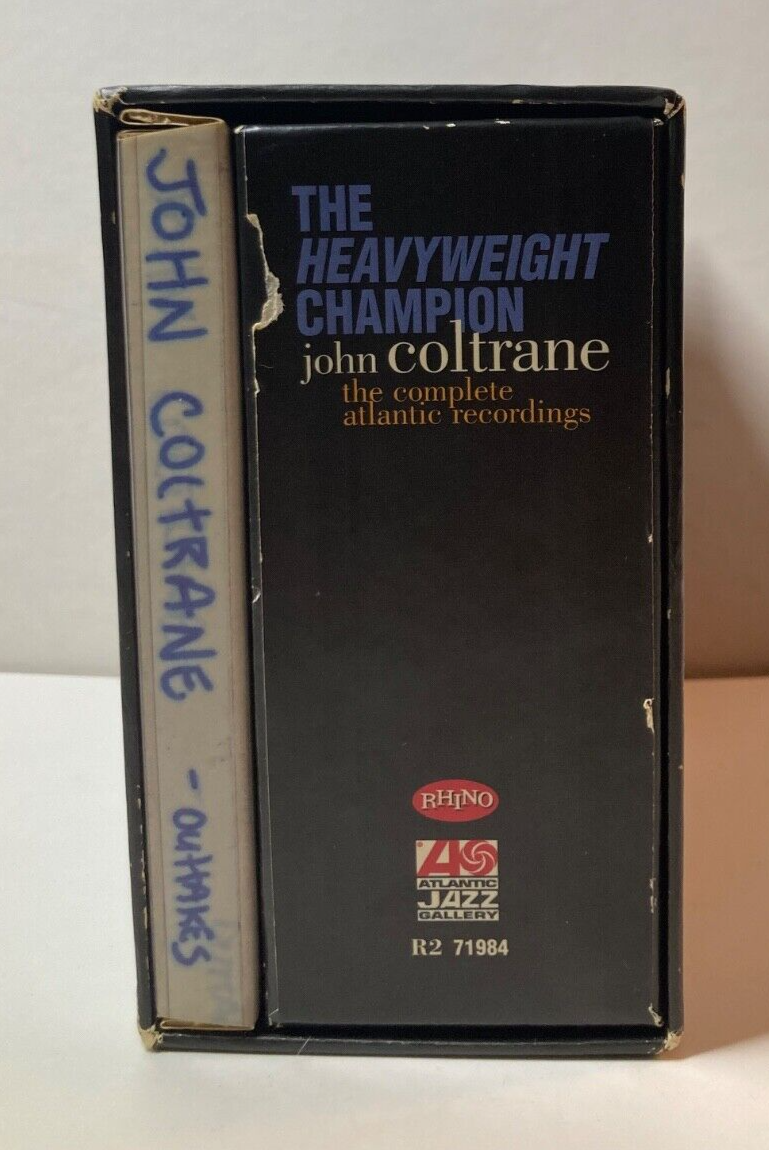 JOHN COLTRANE - OUTTAKES
THE
HEAVYWEIGHT
CHAMPION
john coltrane
the complete
atlantic recordings
RHINO
A
ATLANTIC
JAZZ
GALLERY
R2 71984